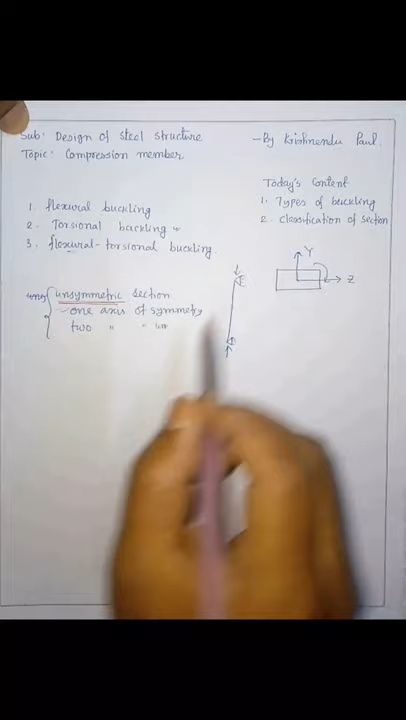 Sub: Design of steel structure
- By Krishnendu Paul.
Topic: Compression member
Today's Content
1. Types of buckling
2. Classification of section
1. flexural buckling
2. Torsional backling
3. flexural-torsional buckling.
unsymmetric section
one axis of symmetry
two " "
Y
Z